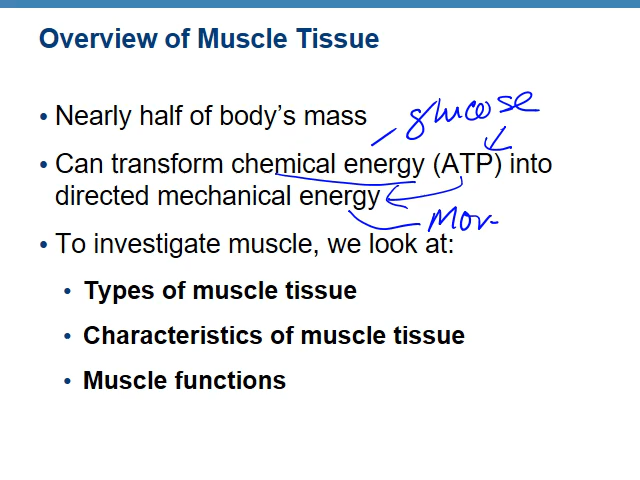 Overview of Muscle Tissue
• Nearly half of body’s mass
glucose
• Can transform chemical energy (ATP) into
directed mechanical energy
Mov
• To investigate muscle, we look at:
• Types of muscle tissue
• Characteristics of muscle tissue
• Muscle functions